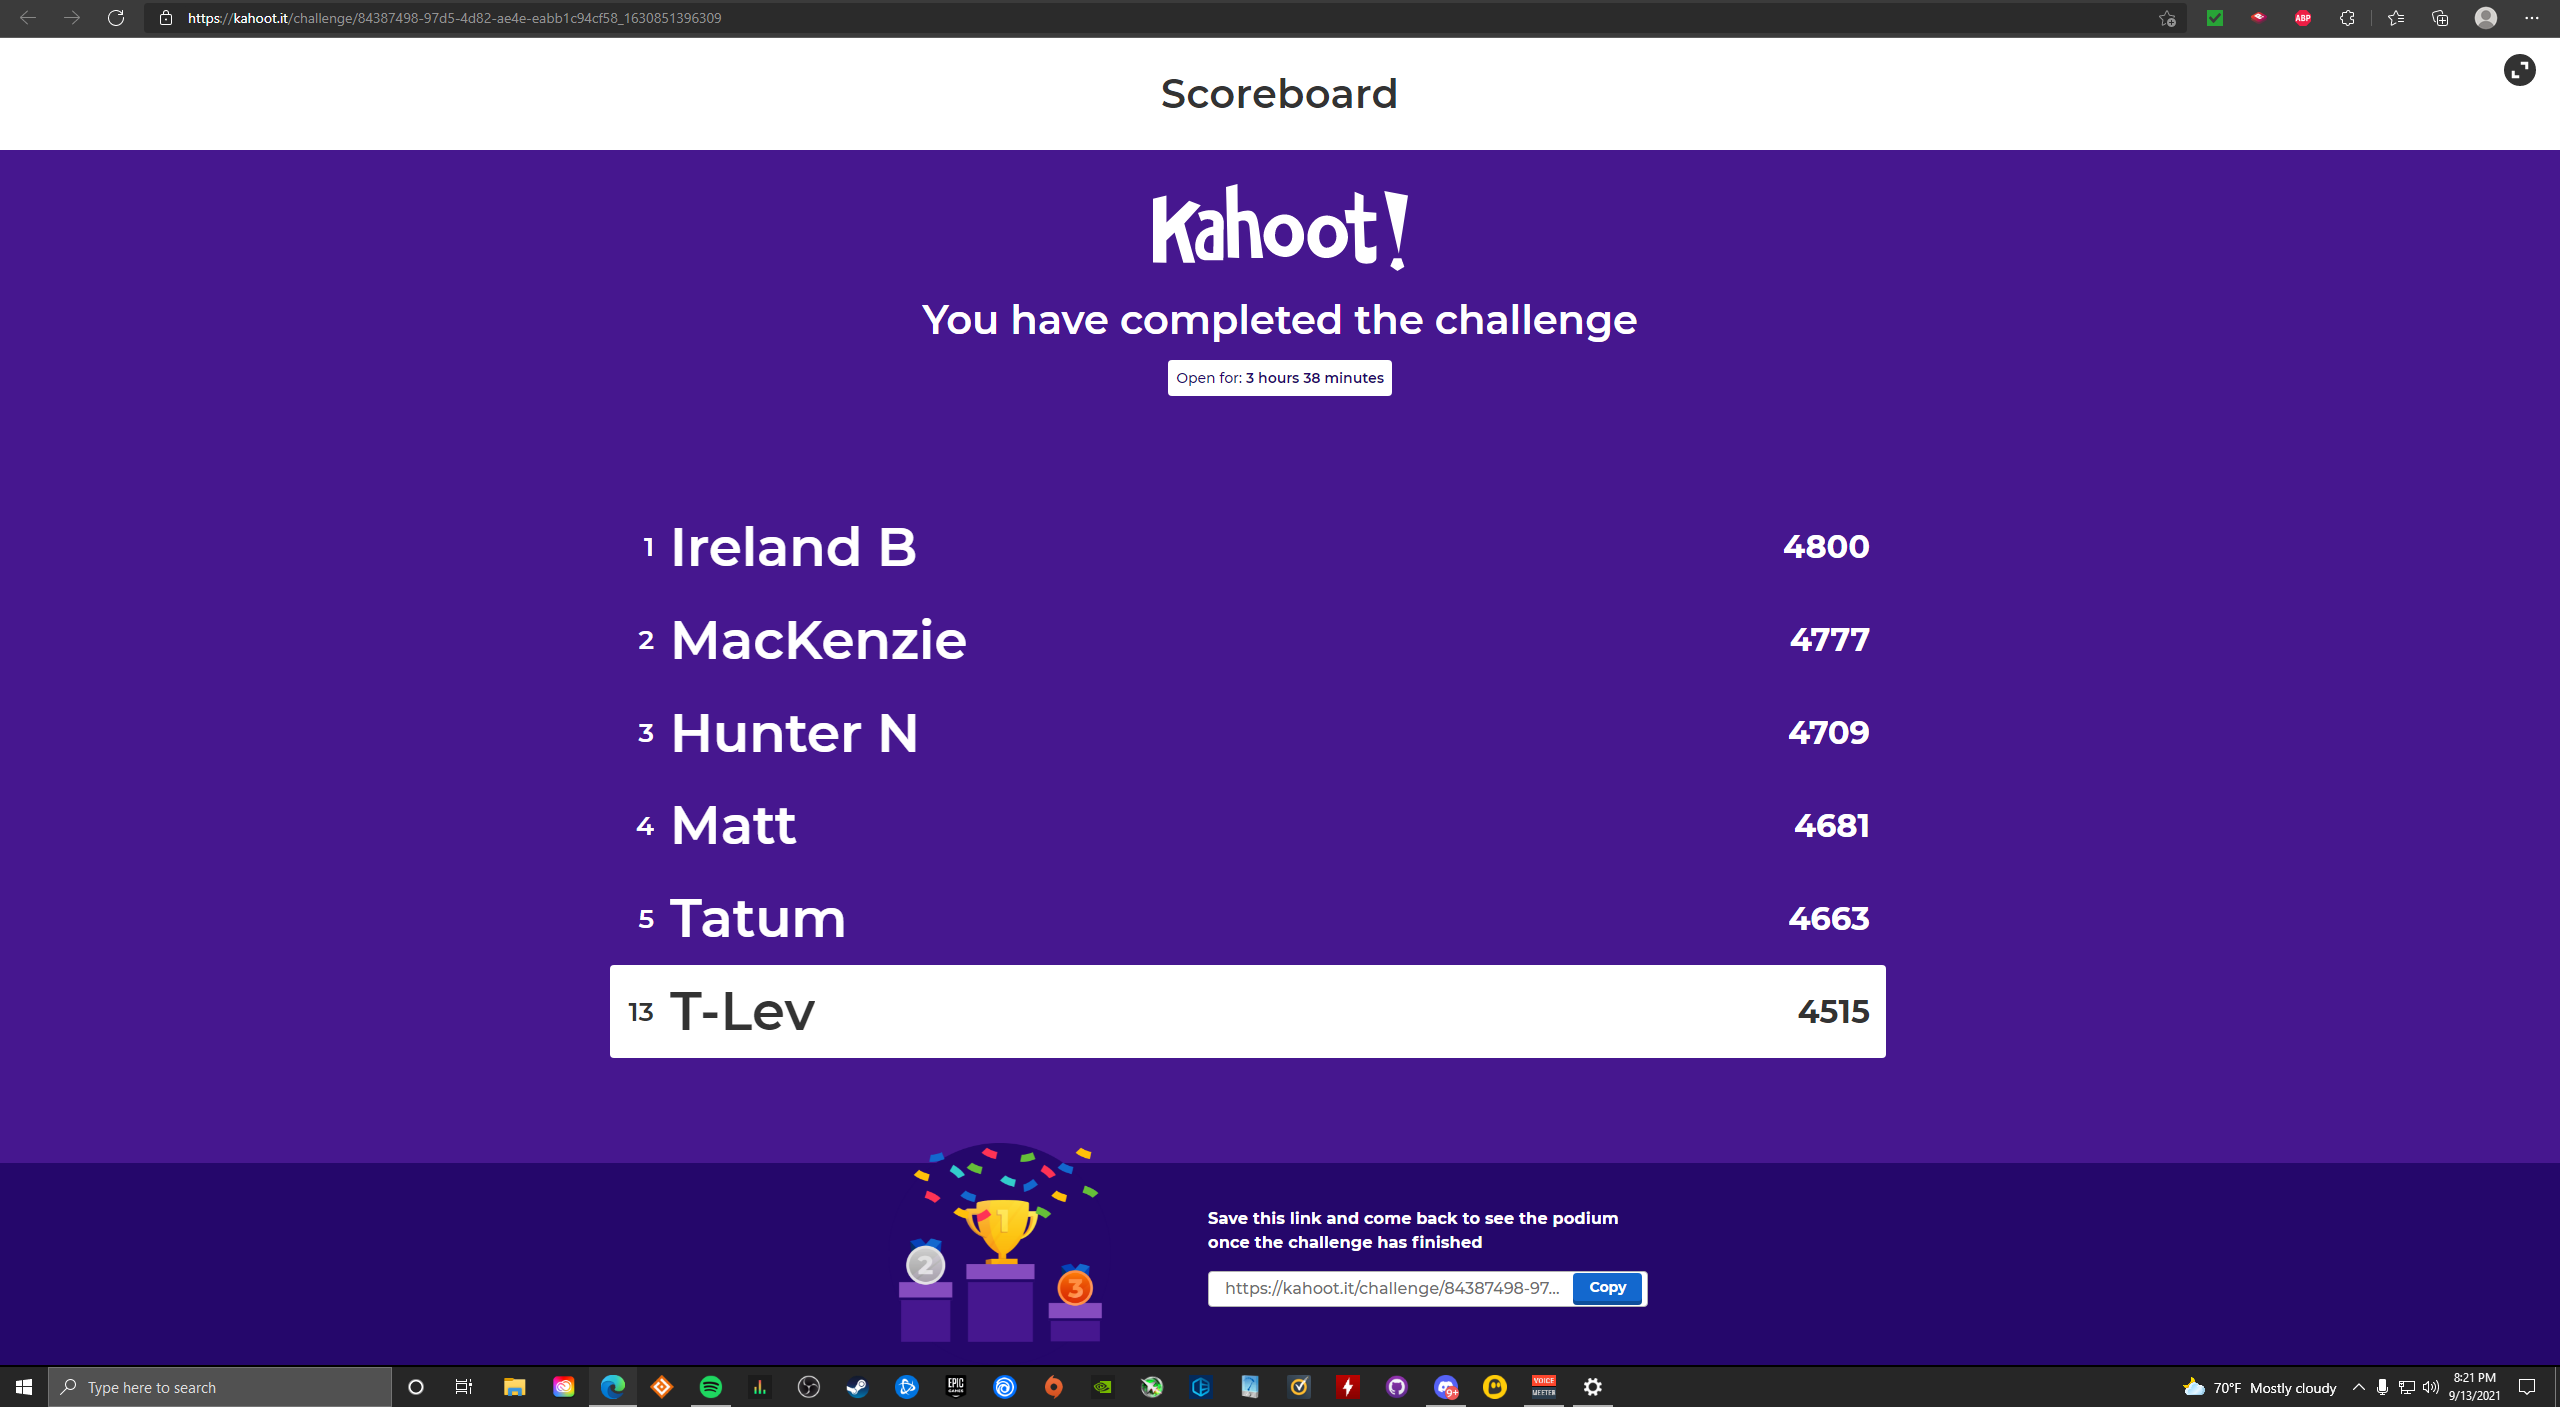 https://kahoot.it/challenge/84387498-97d5-4d82-ae4e-eabb1c94cf58_1630851396309
ABP
Scoreboard
Kahoot!
You have completed the challenge
Open for: 3 hours 38 minutes
1 Ireland B 4800
2 MacKenzie 4777
3 Hunter N 4709
4 Matt 4681
5 Tatum 4663
13 T-Lev 4515
1
2
3
Save this link and come back to see the podium
once the challenge has finished
https://kahoot.it/challenge/84387498-97... Copy
Type here to search
EPIC
GAMES
9+
VOICE
MEETER
70°F Mostly cloudy
8:21 PM
9/13/2021